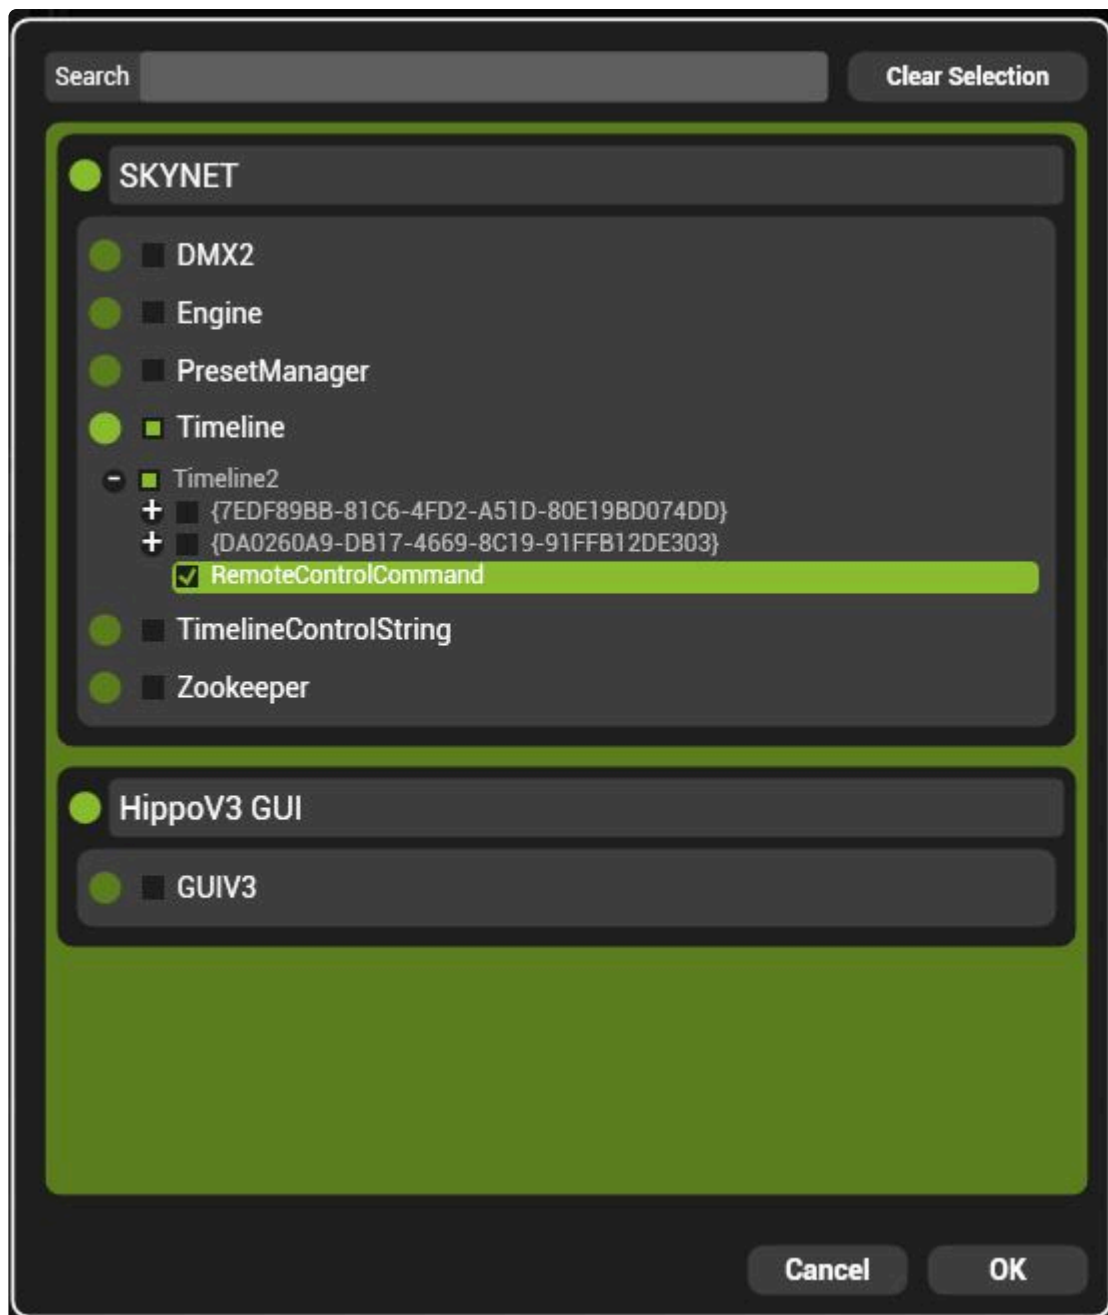 Search
Clear Selection
SKYNET
DMX2
Engine
PresetManager
Timeline
Timeline2
{7EDF89BB-81C6-4FD2-A51D-80E19BD074DD}
{DA0260A9-DB17-4669-8C19-91FFB12DE303}
RemoteControlCommand
TimelineControlString
Zookeeper
HippoV3 GUI
GUIV3
Cancel
OK